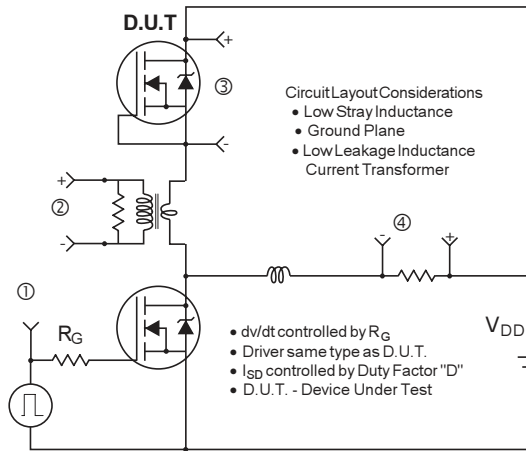 D.U.T
+
③
-
Circuit Layout Considerations
• Low Stray Inductance
• Ground Plane
• Low Leakage Inductance
Current Transformer
+
②
-
④
- +
①
RG
• dv/dt controlled by RG
• Driver same type as D.U.T.
• ISD controlled by Duty Factor "D"
• D.U.T. - Device Under Test
VDD